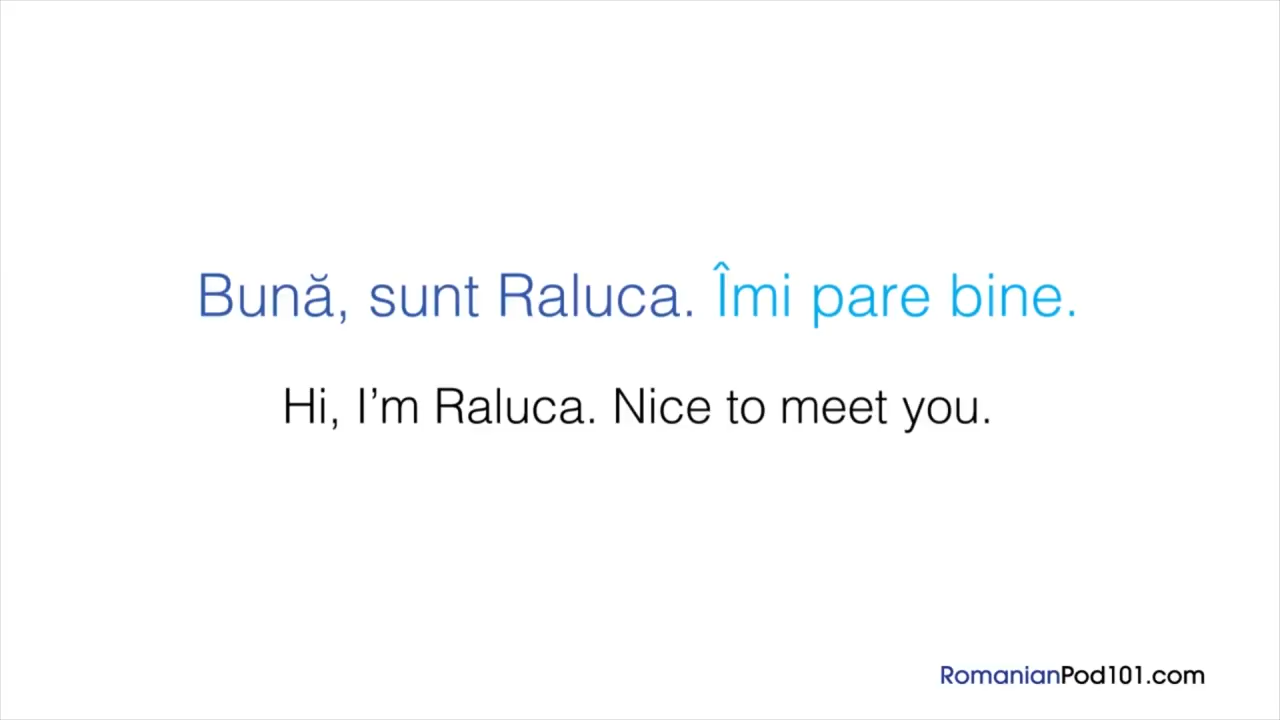 Bună, sunt Raluca. Îmi pare bine.
Hi, I’m Raluca. Nice to meet you.
RomanianPod101.com